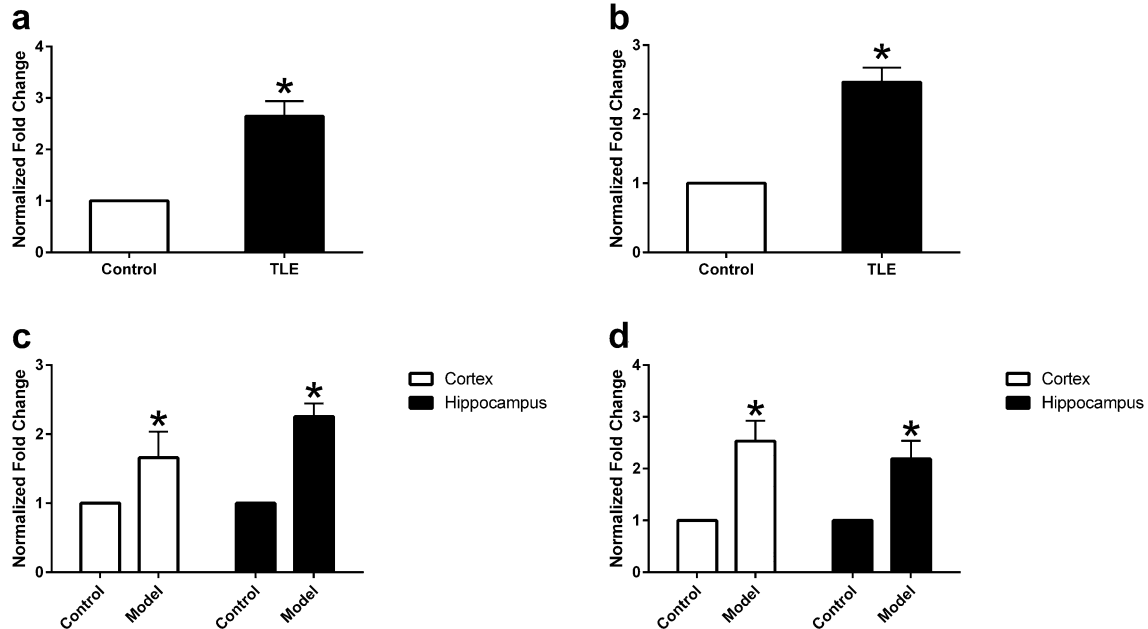 a
Normalized Fold Change
4
3
2
1
0
*
Control
TLE
b
Normalized Fold Change
3
2
1
0
*
Control
TLE
c
Normalized Fold Change
3
2
1
0
*
*
Control
Model
Control
Model
Cortex
Hippocampus
d
Normalized Fold Change
4
3
2
1
0
*
*
Control
Model
Control
Model
Cortex
Hippocampus